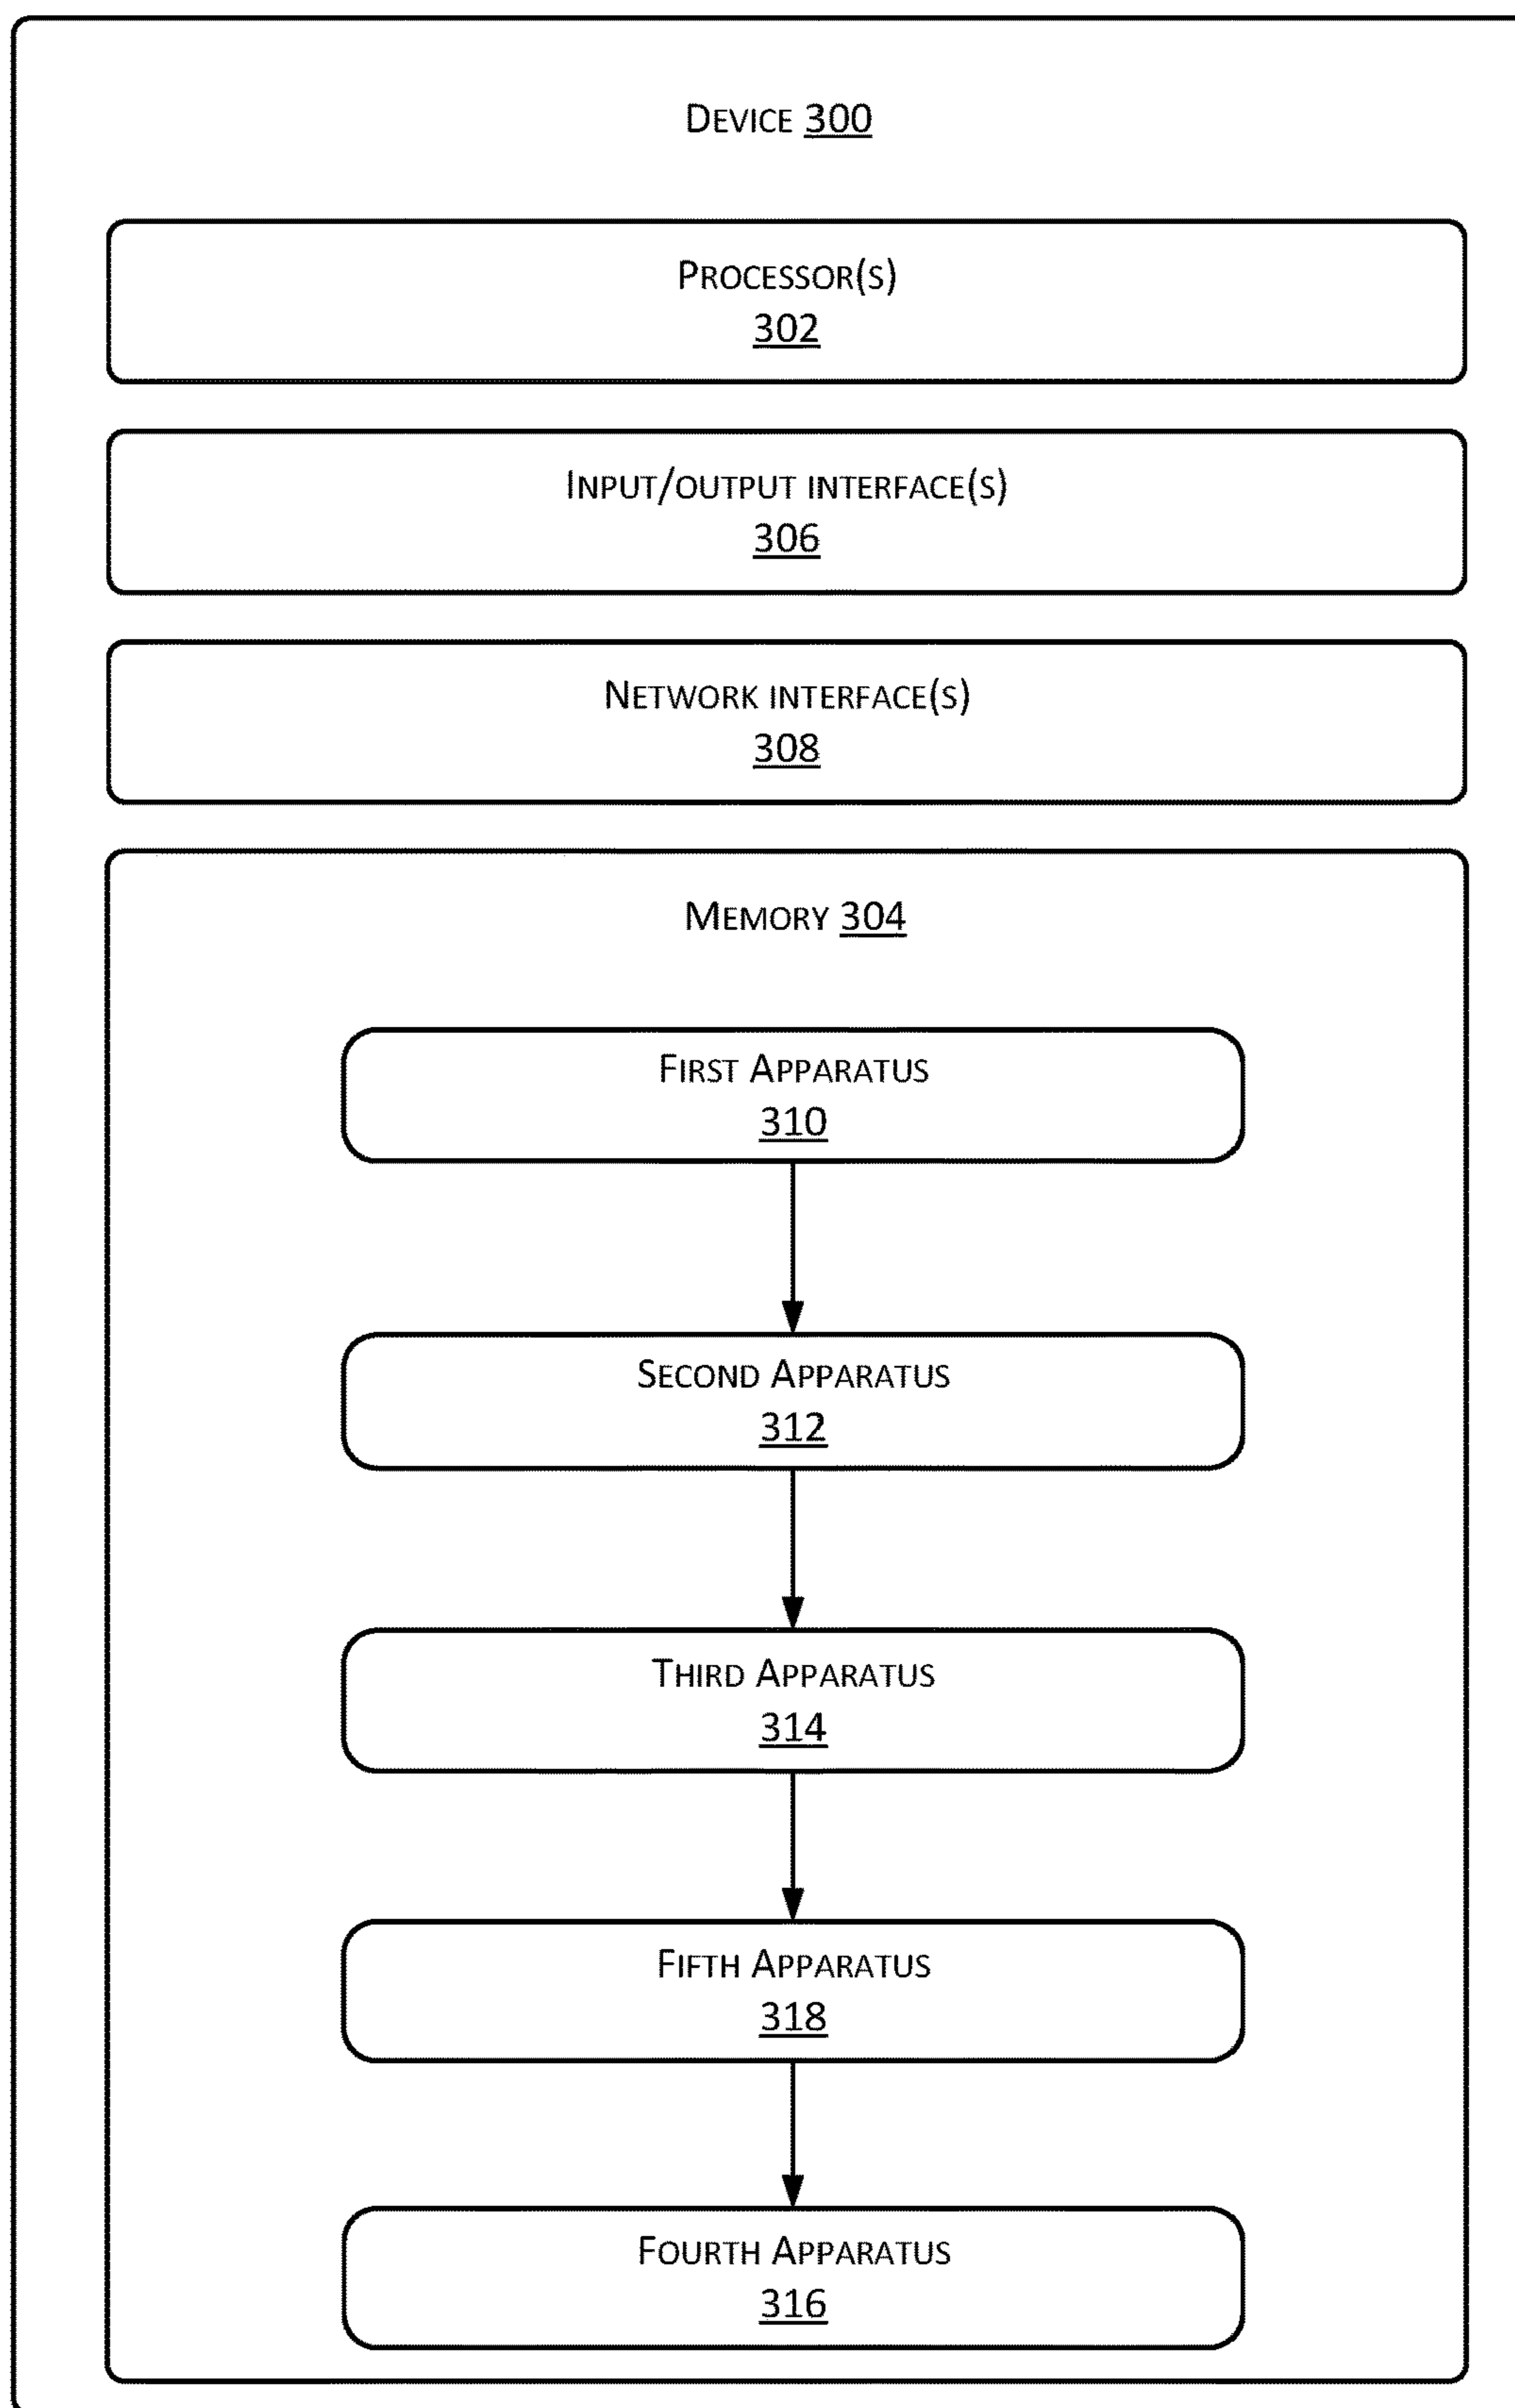 Device 300
Processor(s)
302
Input/output interface(s)
306
Network interface(s)
308
Memory 304
First Apparatus
310
Second Apparatus
312
Third Apparatus
314
Fifth Apparatus
318
Fourth Apparatus
316